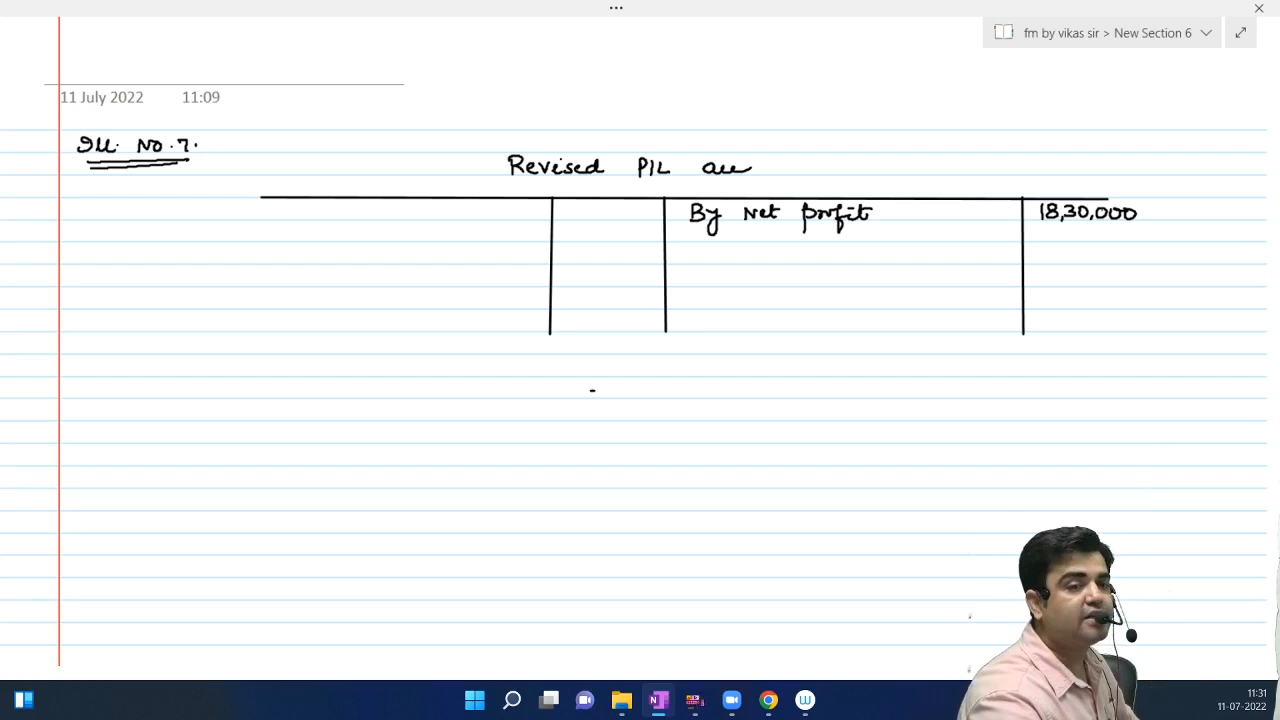 fm by vikas sir > New Section 6
11 July 2022 11:09
Ill. No. 7.
Revised P/L acc
By Net profit 18,30,000
11:31
11-07-2022